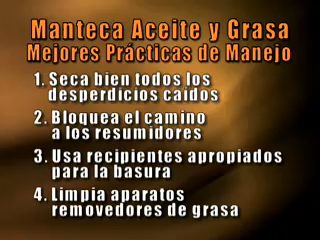 Manteca Aceite y Grasa
Mejores Prácticas de Manejo
1. Seca bien todos los
desperdicios caídos
2. Bloquea el camino
a los resumidores
3. Usa recipientes apropiados
para la basura
4. Limpia aparatos
removedores de grasa